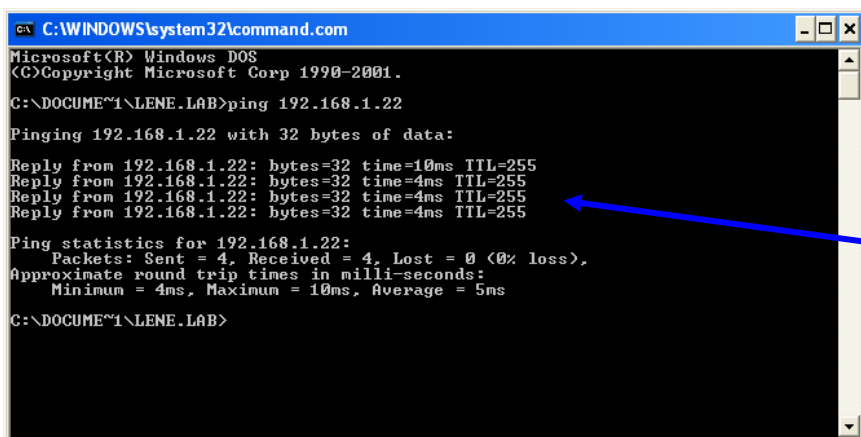 C:\WINDOWS\system32\command.com
Microsoft(R) Windows DOS
(C)Copyright Microsoft Corp 1990-2001.
C:\DOCUME~1\LENE.LAB>ping 192.168.1.22
Pinging 192.168.1.22 with 32 bytes of data:
Reply from 192.168.1.22: bytes=32 time=10ms TTL=255
Reply from 192.168.1.22: bytes=32 time=4ms TTL=255
Reply from 192.168.1.22: bytes=32 time=4ms TTL=255
Reply from 192.168.1.22: bytes=32 time=4ms TTL=255
Ping statistics for 192.168.1.22:
    Packets: Sent = 4, Received = 4, Lost = 0 (0% loss),
Approximate round trip times in milli-seconds:
    Minimum = 4ms, Maximum = 10ms, Average = 5ms
C:\DOCUME~1\LENE.LAB>